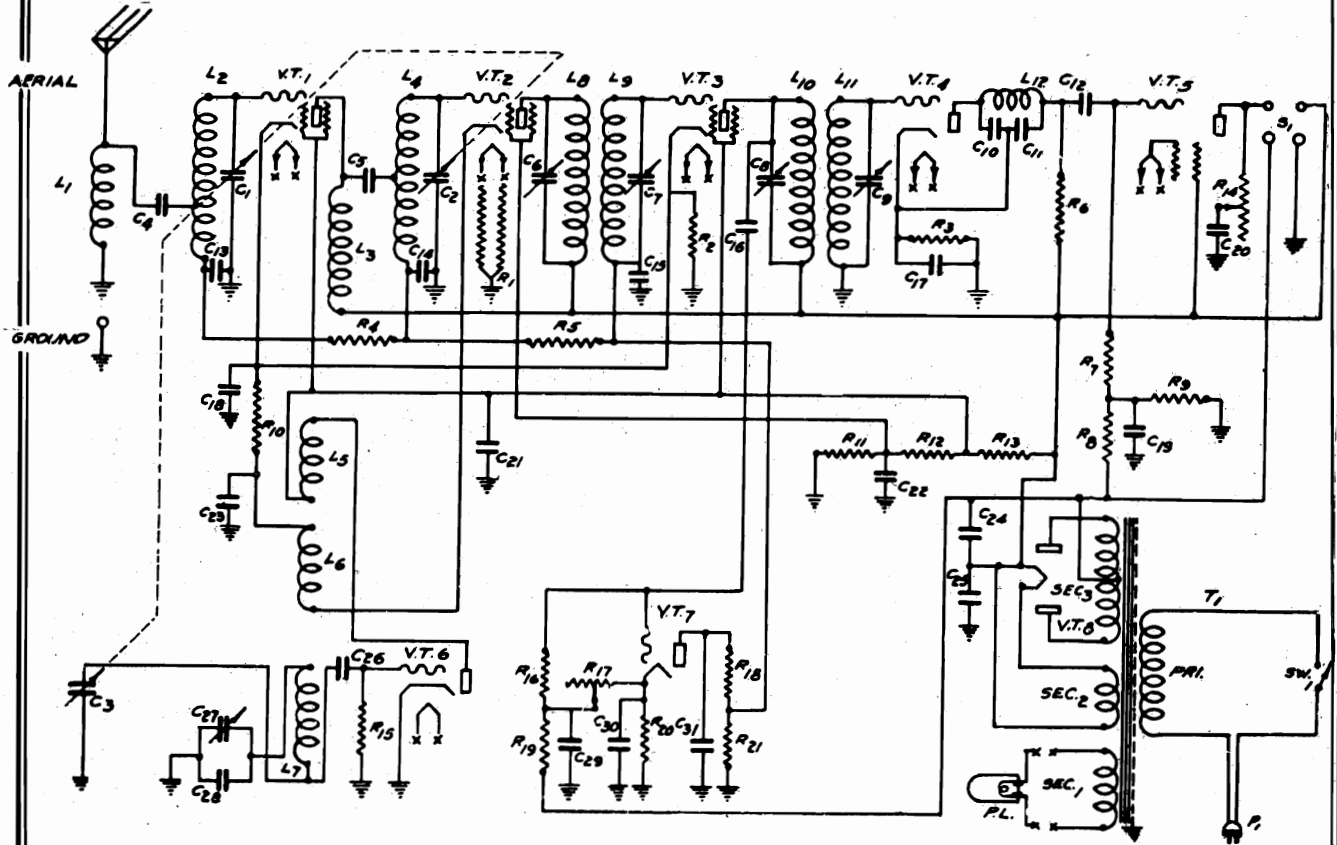 AERIAL
GROUND
L1
C4
L2
V.T.1
C1
C13
C5
L3
L4
V.T.2
C2
C14
R1
C6
L8
L9
V.T.3
C7
C15
R2
C16
C8
L10
L11
V.T.4
C9
C10
C11
L12
C12
R3
C17
R6
V.T.5
R14
C20
S1
R4
R5
C18
R10
C23
L5
L6
C21
R11
R12
R13
C22
R7
R8
R9
C19
C24
C25
SEC.3
V.T.8
SEC.2
SEC.1
P.L.
T1
PRI.
SW.1
P1
C3
C27
C28
L7
C26
V.T.6
R15
V.T.7
R16
R17
R18
R19
C29
C30
R20
C31
R21
x x
x x
x x
x x
x x
x x
x x